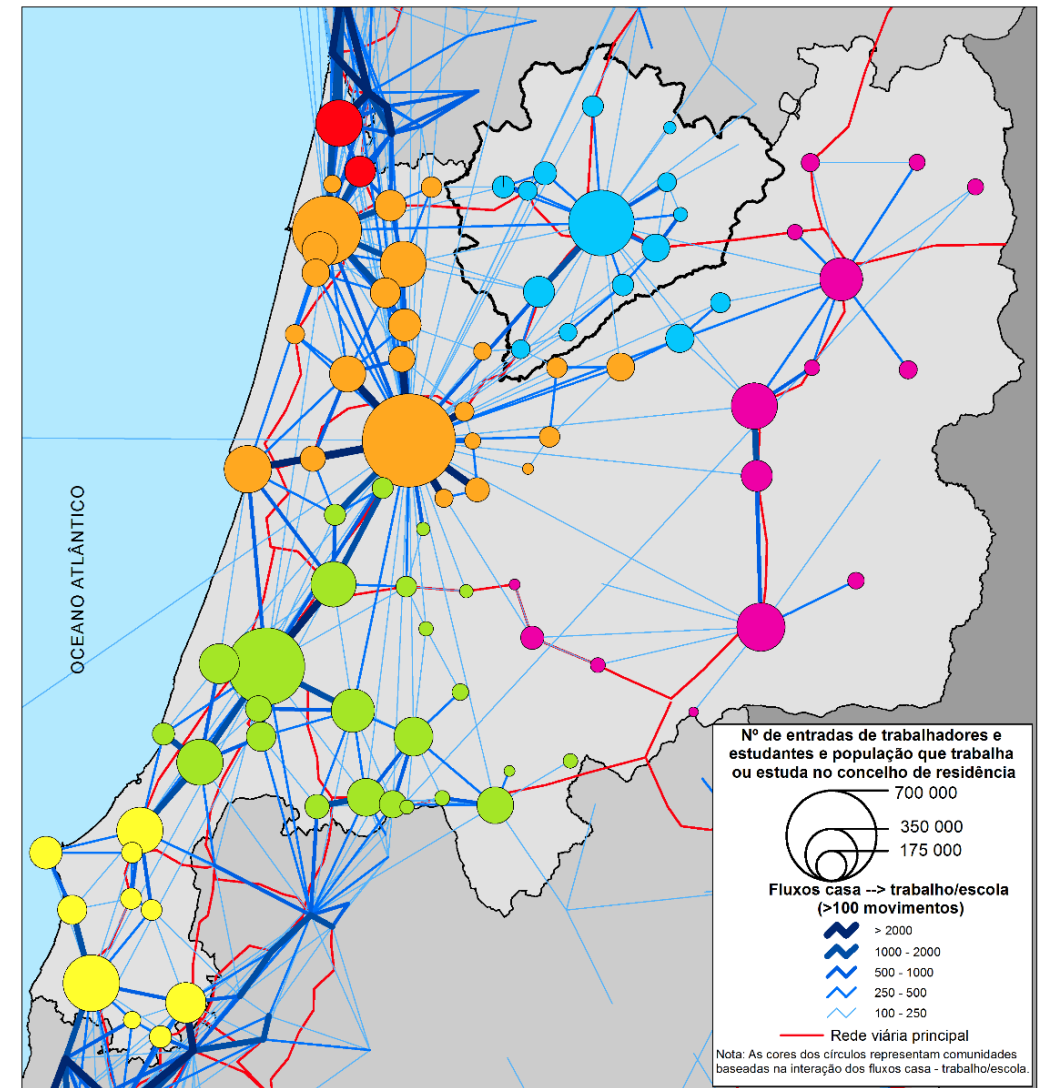 OCEANO ATLÂNTICO
Nº de entradas de trabalhadores e
estudantes e população que trabalha
ou estuda no concelho de residência
700 000
350 000
175 000
Fluxos casa --> trabalho/escola
(>100 movimentos)
> 2000
1000 - 2000
500 - 1000
250 - 500
100 - 250
Rede viária principal
Nota: As cores dos círculos representam comunidades
baseadas na interação dos fluxos casa - trabalho/escola.